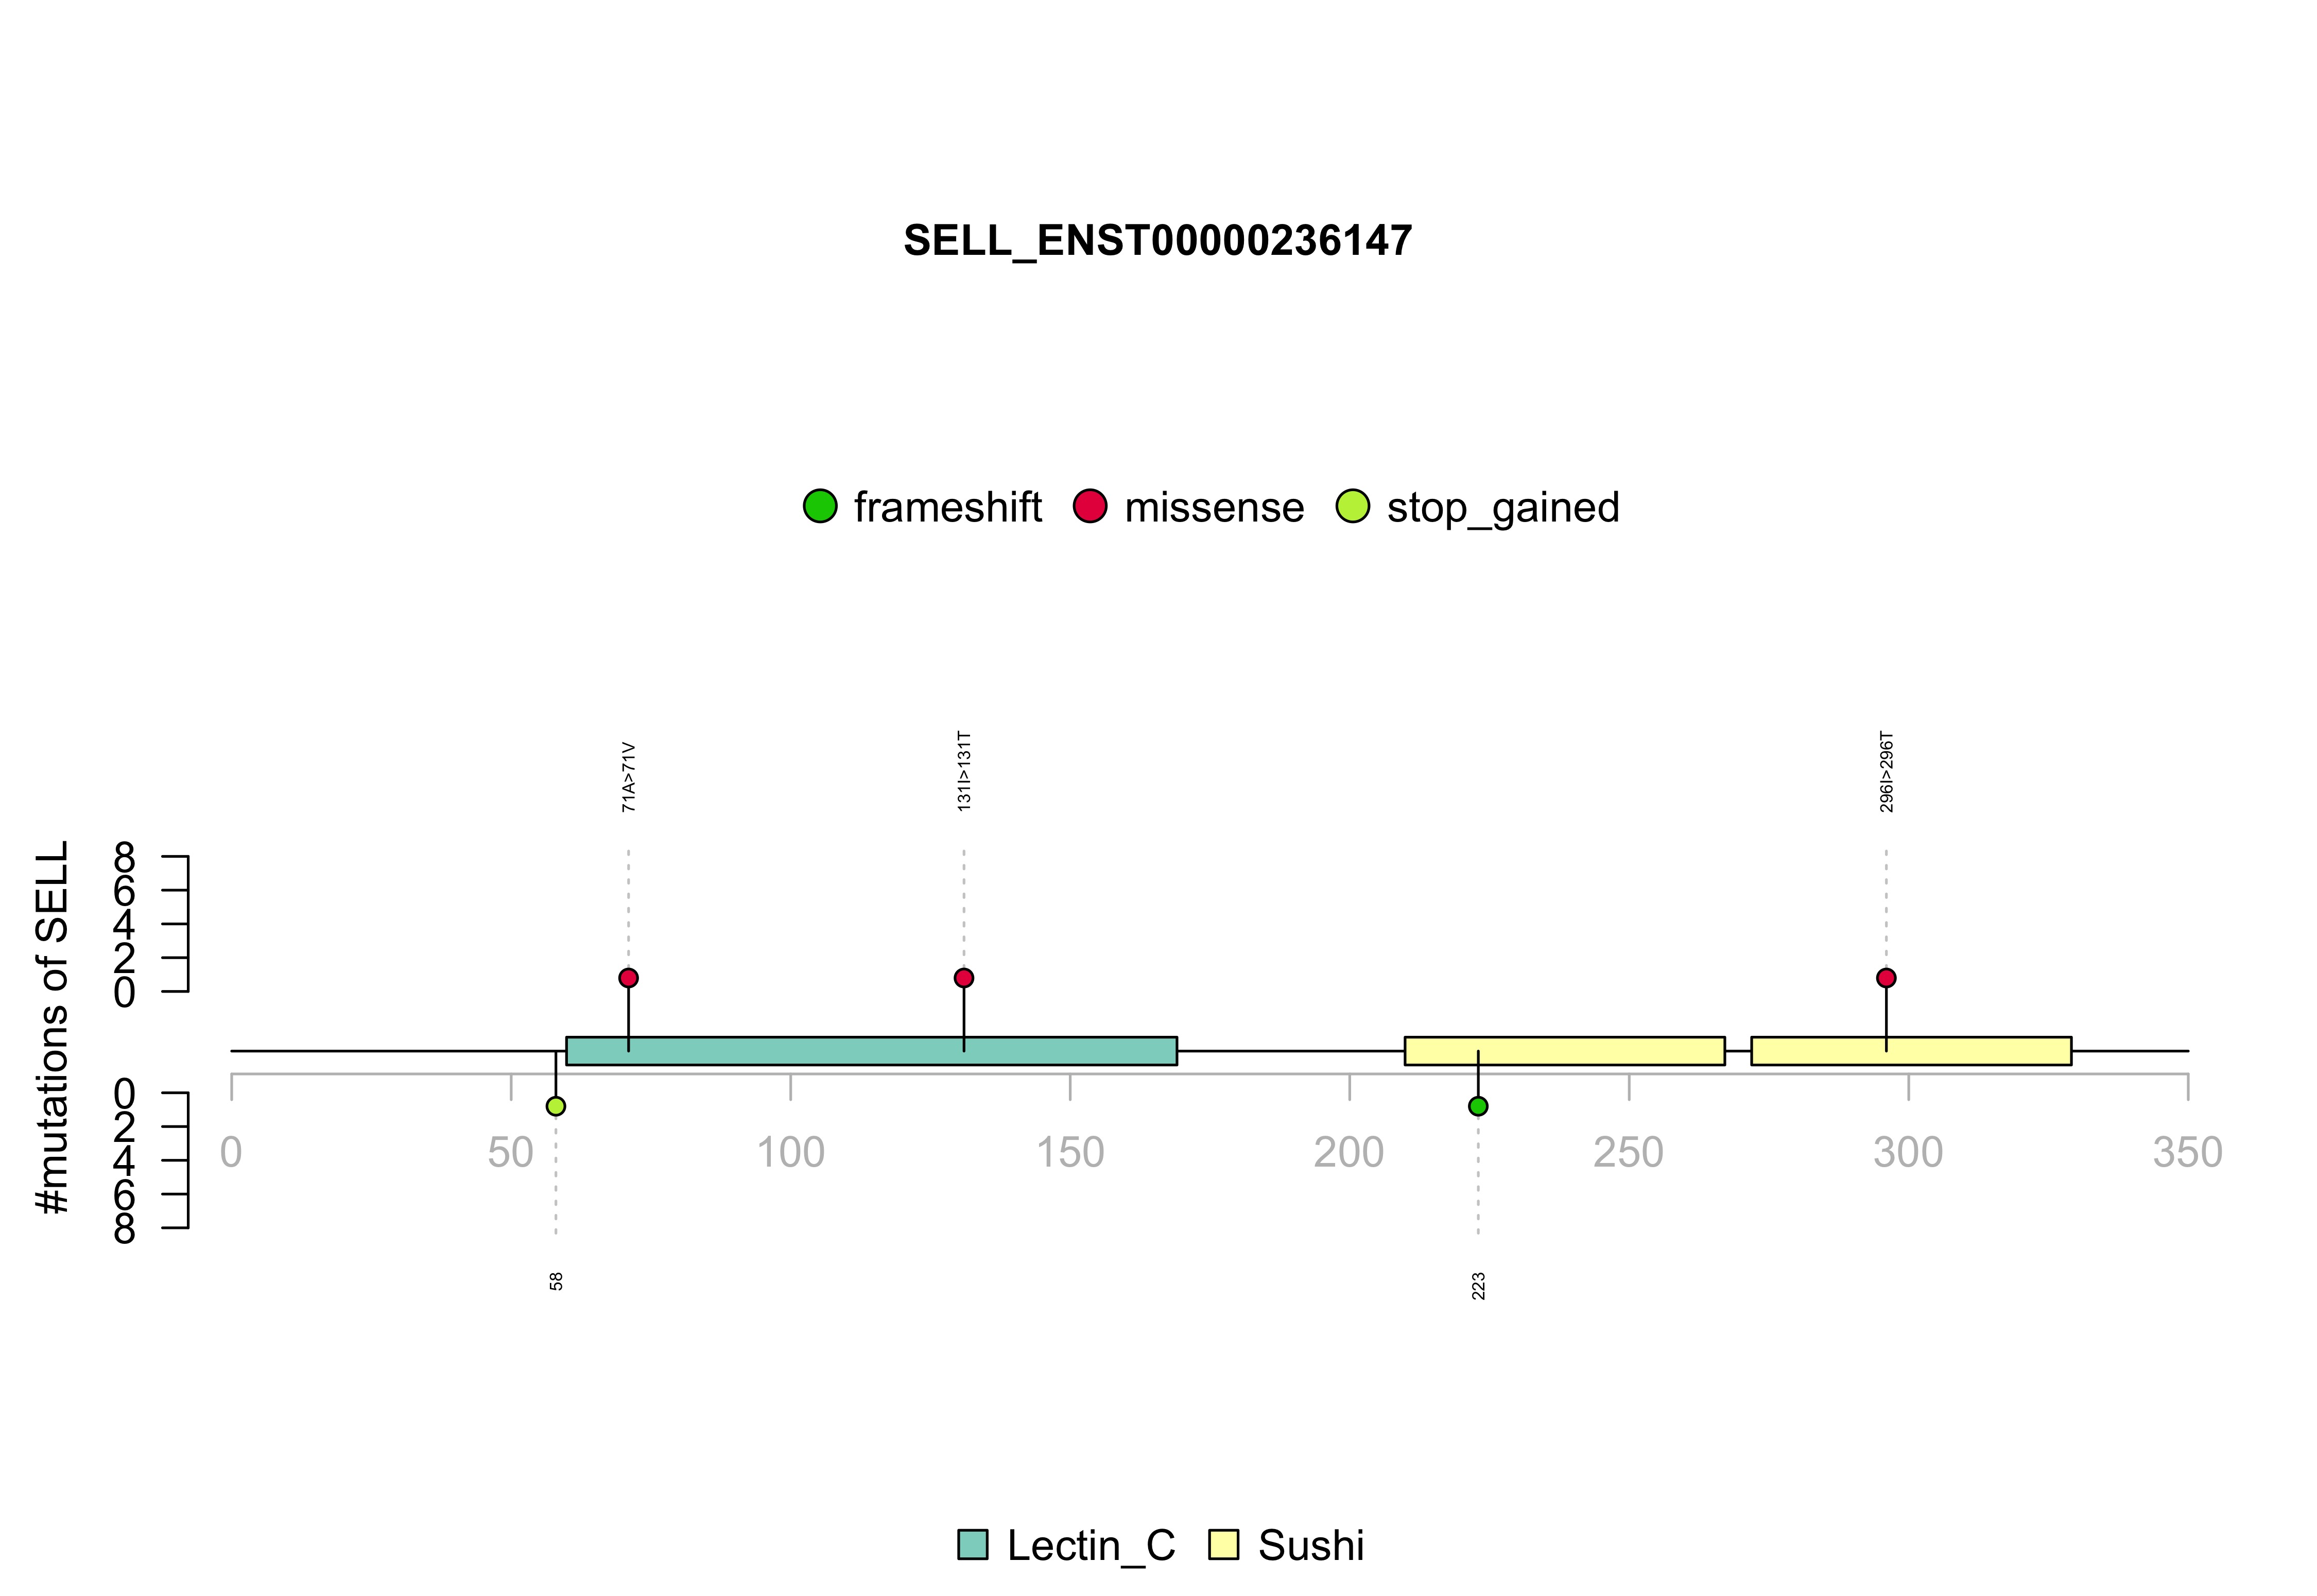 SELL_ENST00000236147
frameshift missense stop_gained
71A>71V
131I>131T
296I>296T
#mutations of SELL
8
6
4
2
0
0
2
4
6
8
0 50 100 150 200 250 300 350
58
223
Lectin_C Sushi